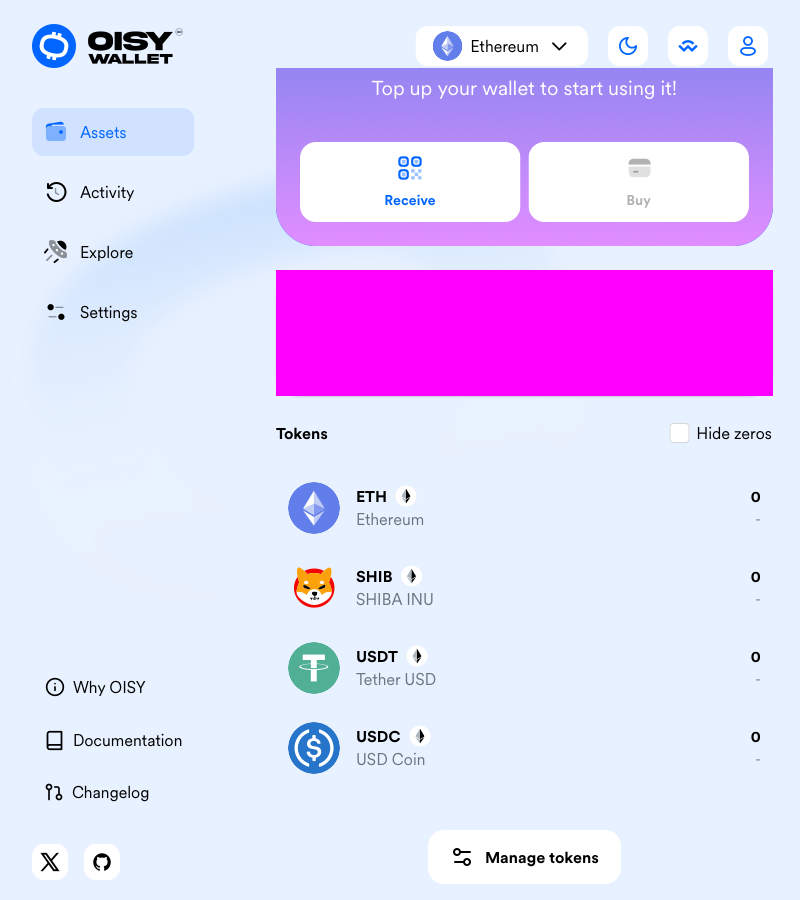 OISY
WALLET
Ethereum
Top up your wallet to start using it!
Assets
Receive
Buy
Activity
Explore
Settings
Tokens
Hide zeros
ETH
0
Ethereum
-
SHIB
0
SHIBA INU
-
USDT
0
Tether USD
-
USDC
0
USD Coin
-
Why OISY
Documentation
Changelog
Manage tokens